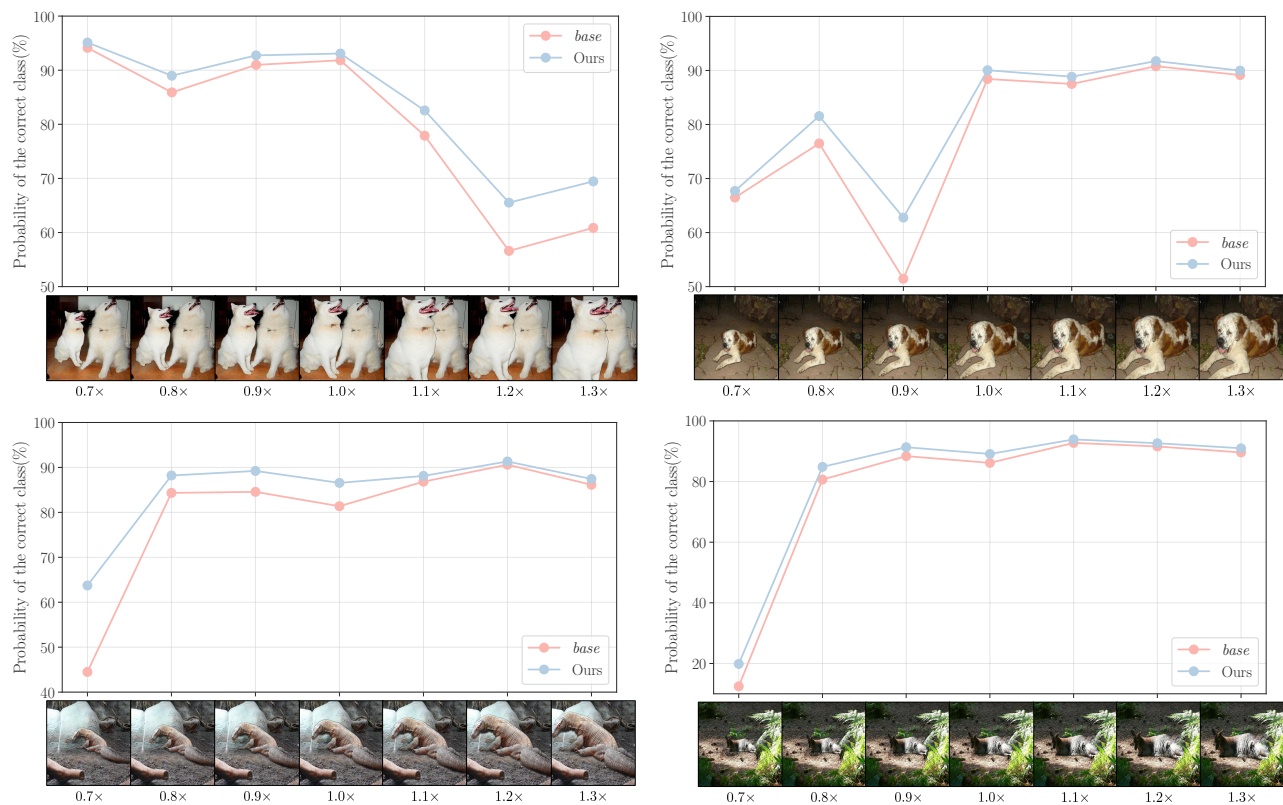 Probability of the correct class(%)
100
90
80
70
60
50
base
Ours
0.7× 0.8× 0.9× 1.0× 1.1× 1.2× 1.3×
Probability of the correct class(%)
100
90
80
70
60
50
base
Ours
0.7× 0.8× 0.9× 1.0× 1.1× 1.2× 1.3×
Probability of the correct class(%)
100
90
80
70
60
50
40
base
Ours
0.7× 0.8× 0.9× 1.0× 1.1× 1.2× 1.3×
Probability of the correct class(%)
100
80
60
40
20
base
Ours
0.7× 0.8× 0.9× 1.0× 1.1× 1.2× 1.3×